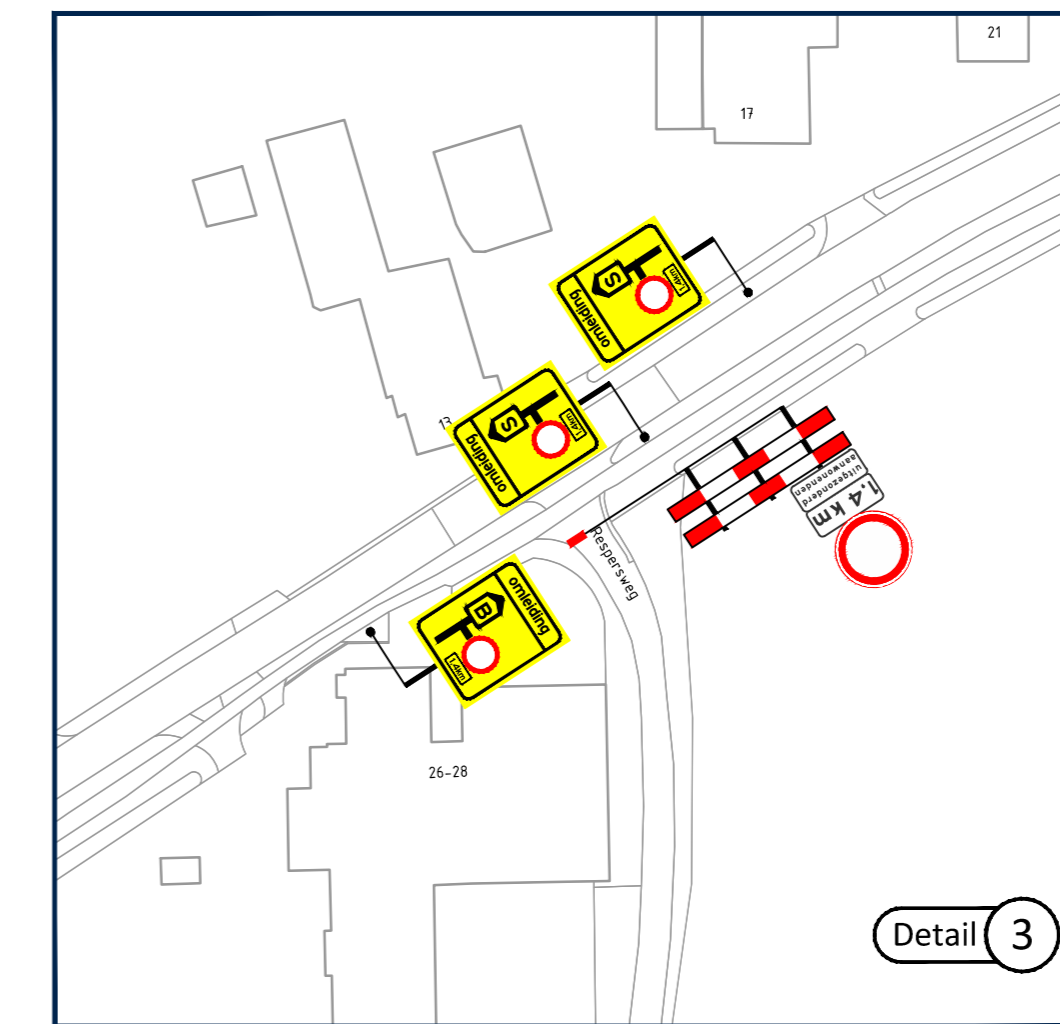 21
17
S
1.4km
omleiding
13
S
1.4km
omleiding
uitgezonderd
aanwonenden
1.4 km
Respersweg
omleiding
B
1.4km
26-28
Detail 3